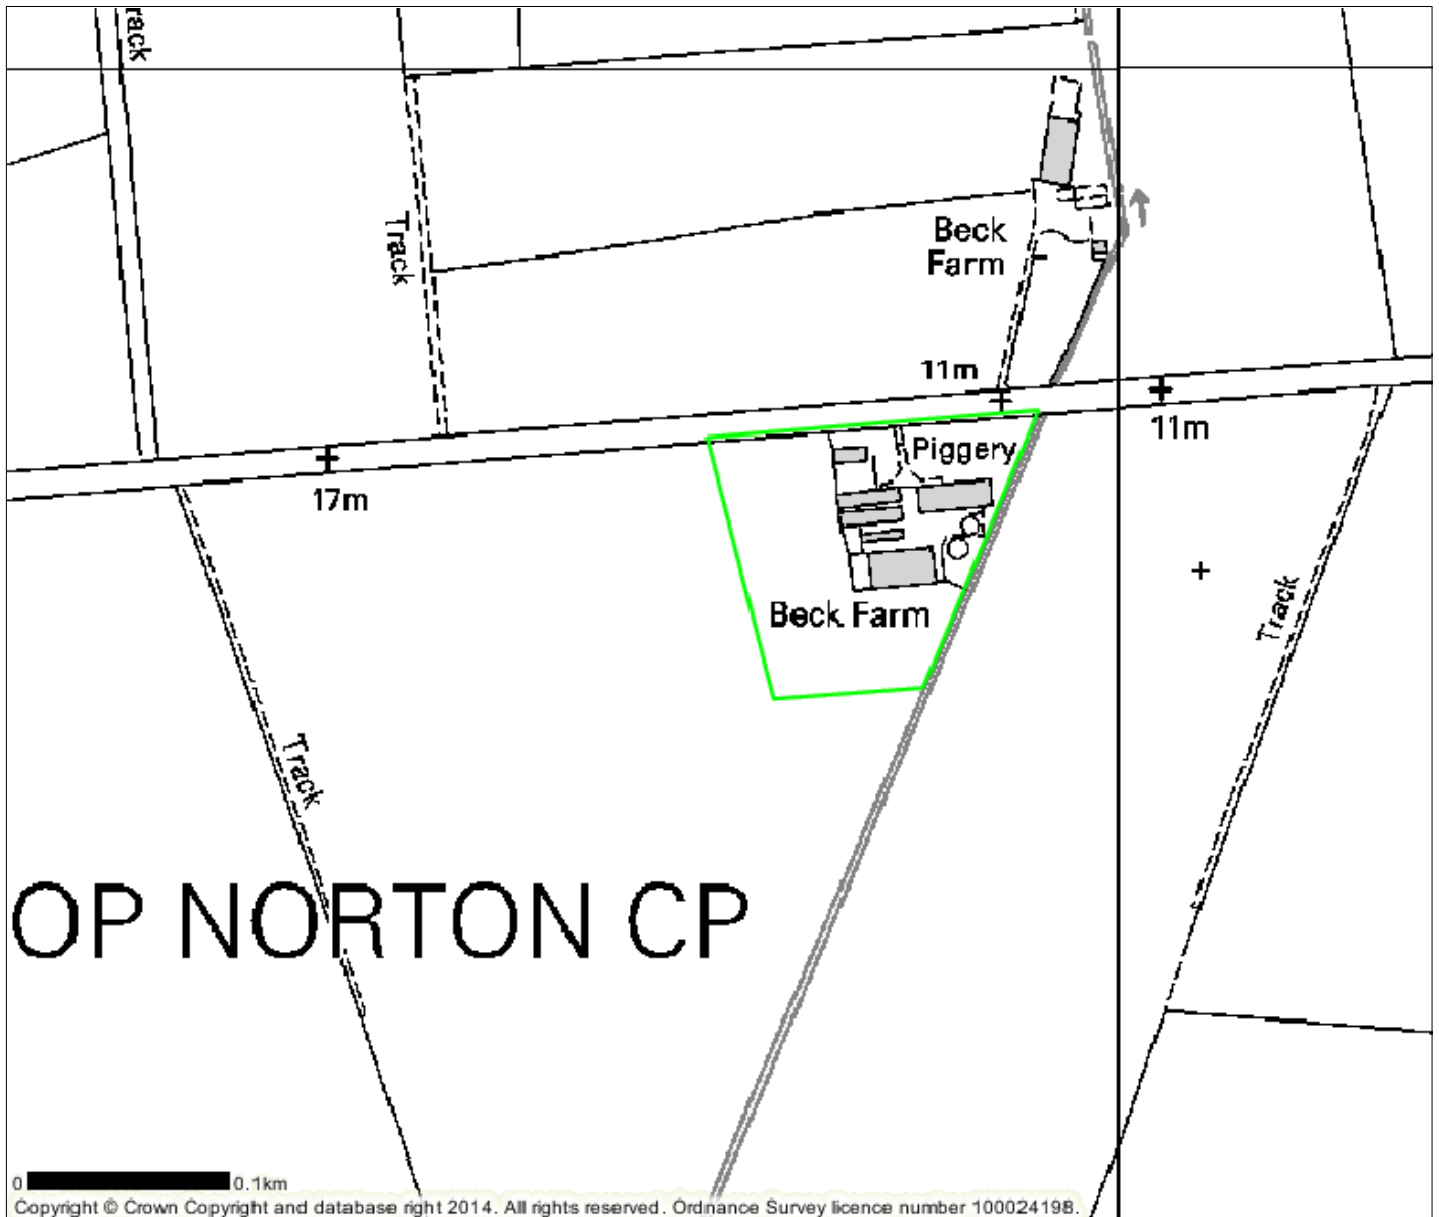 Track
Track
Beck
Farm
11m
11m
Piggery
17m
Beck Farm
Track
Track
OP NORTON CP
0 0.1km
Copyright © Crown Copyright and database right 2014. All rights reserved. Ordnance Survey licence number 100024198.